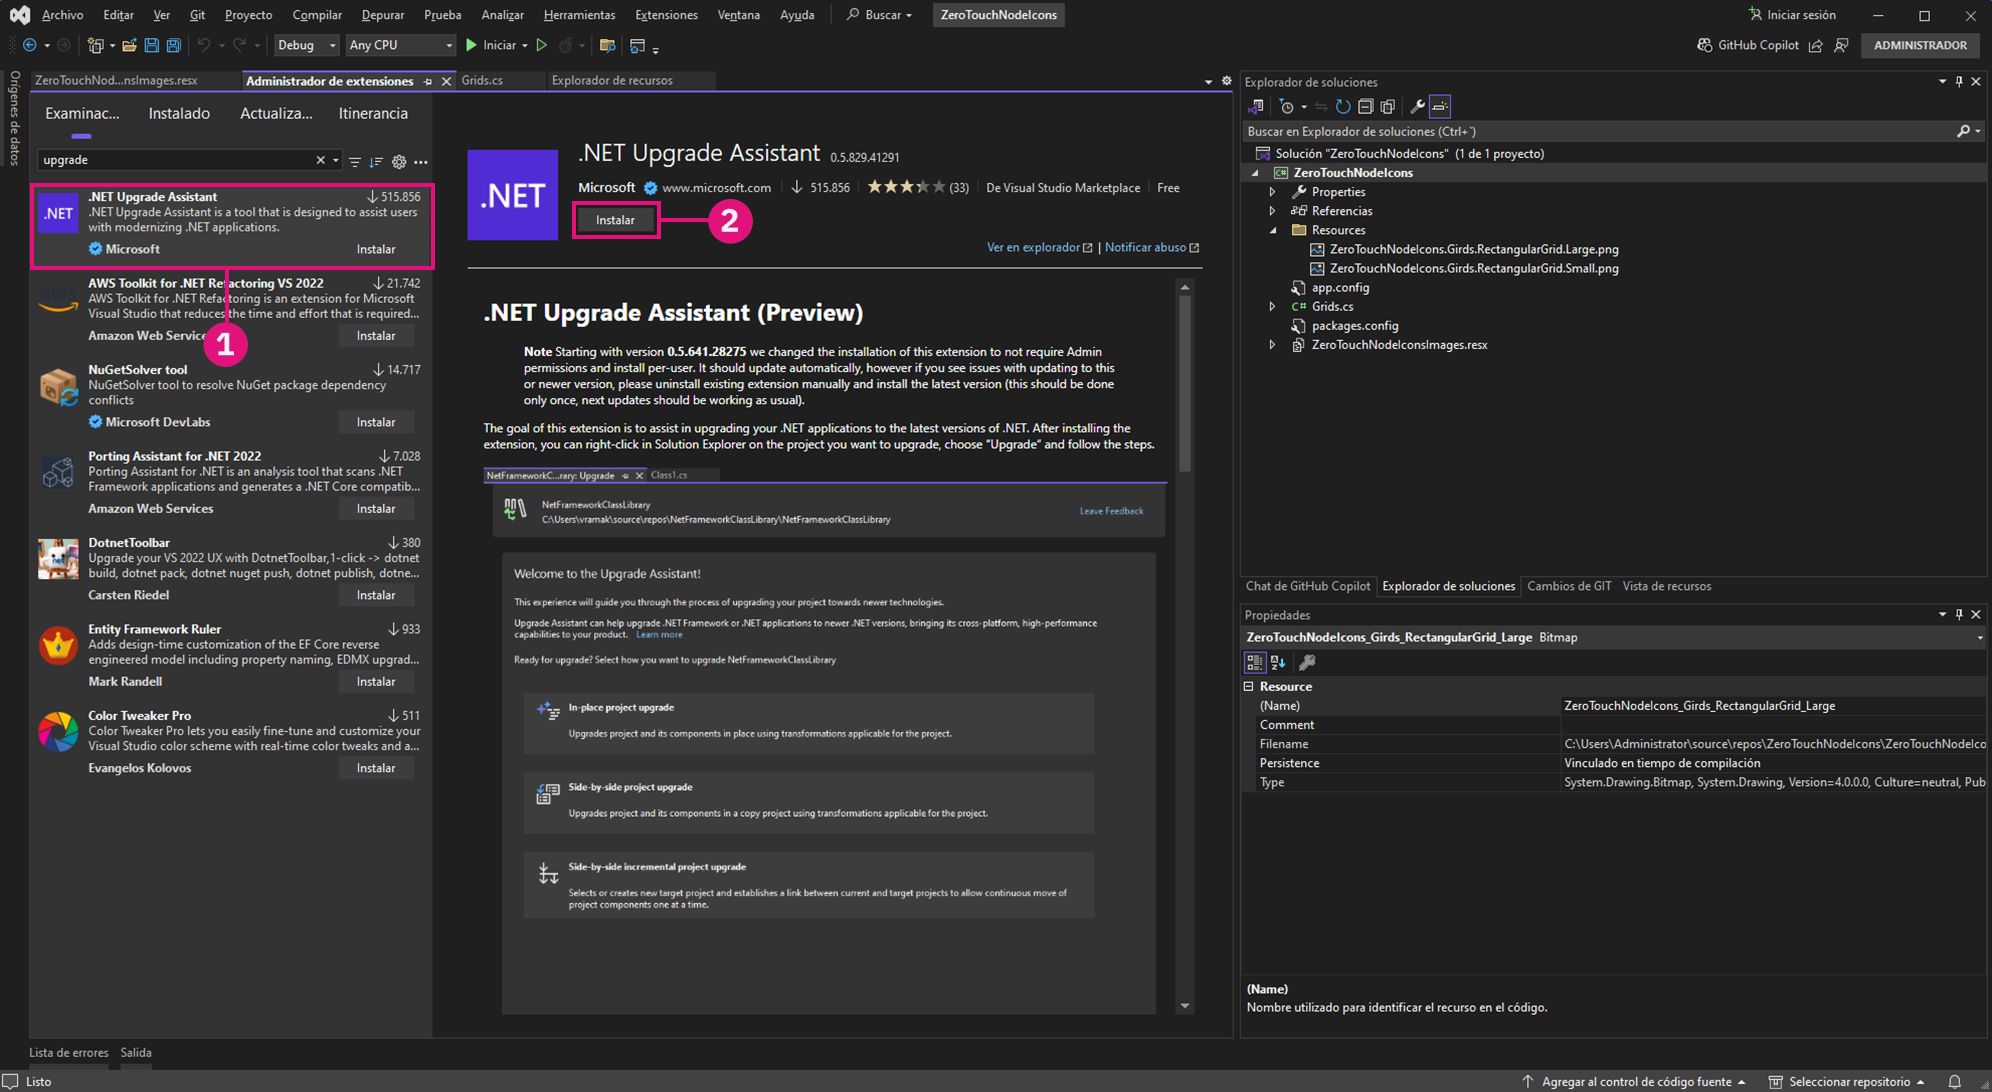 Archivo Editar Ver Git Proyecto Compilar Depurar Prueba Analizar Herramientas Extensiones Ventana Ayuda Buscar ZeroTouchNodeIcons Iniciar sesión
Debug Any CPU Iniciar GitHub Copilot ADMINISTRADOR
Orígenes de datos
ZeroTouchNod...nsImages.resx Administrador de extensiones Grids.cs Explorador de recursos
Examinac... Instalado Actualiza... Itinerancia
upgrade
.NET
.NET Upgrade Assistant 515.856
.NET Upgrade Assistant is a tool that is designed to assist users
with modernizing .NET applications.
Microsoft Instalar
1
aws
AWS Toolkit for .NET Refactoring VS 2022 21.742
AWS Toolkit for .NET Refactoring is an extension for Microsoft
Visual Studio that reduces the time and effort that is required...
Amazon Web Service Instalar
NuGetSolver tool 14.717
NuGetSolver tool to resolve NuGet package dependency
conflicts
Microsoft DevLabs Instalar
Porting Assistant for .NET 2022 7.028
Porting Assistant for .NET is an analysis tool that scans .NET
Framework applications and generates a .NET Core compatib...
Amazon Web Services Instalar
DotnetToolbar 380
Upgrade your VS 2022 UX with DotnetToolbar,1-click -> dotnet
build, dotnet pack, dotnet nuget push, dotnet publish, dotne...
Carsten Riedel Instalar
Entity Framework Ruler 933
Adds design-time customization of the EF Core reverse
engineered model including property naming, EDMX upgrad...
Mark Randell Instalar
Color Tweaker Pro 511
Color Tweaker Pro lets you easily fine-tune and customize your
Visual Studio color scheme with real-time color tweaks and a...
Evangelos Kolovos Instalar
.NET
.NET Upgrade Assistant 0.5.829.41291
Microsoft www.microsoft.com 515.856 (33) De Visual Studio Marketplace Free
Instalar
2
Ver en explorador | Notificar abuso
.NET Upgrade Assistant (Preview)
Note Starting with version 0.5.641.28275 we changed the installation of this extension to not require Admin
permissions and install per-user. It should update automatically, however if you see issues with updating to this
or newer version, please uninstall existing extension manually and install the latest version (this should be done
only once, next updates should be working as usual).
The goal of this extension is to assist in upgrading your .NET applications to the latest versions of .NET. After installing the
extension, you can right-click in Solution Explorer on the project you want to upgrade, choose “Upgrade” and follow the steps.
NetFrameworkC...rary: Upgrade Class1.cs
NetFrameworkClassLibrary
C:\Users\vramak\source\repos\NetFrameworkClassLibrary\NetFrameworkClassLibrary
Leave Feedback
Welcome to the Upgrade Assistant!
This experience will guide you through the process of upgrading your project towards newer technologies.
Upgrade Assistant can help upgrade .NET Framework or .NET applications to newer .NET versions, bringing its cross-platform, high-performance
capabilities to your product. Learn more
Ready for upgrade? Select how you want to upgrade NetFrameworkClassLibrary
In-place project upgrade
Upgrades project and its components in place using transformations applicable for the project.
Side-by-side project upgrade
Upgrades project and its components in a copy project using transformations applicable for the project.
Side-by-side incremental project upgrade
Selects or creates new target project and establishes a link between current and target projects to allow continuous move of
project components one at a time.
Explorador de soluciones
Buscar en Explorador de soluciones (Ctrl+`)
Solución "ZeroTouchNodeIcons" (1 de 1 proyecto)
C# ZeroTouchNodeIcons
Properties
Referencias
Resources
ZeroTouchNodeIcons.Girds.RectangularGrid.Large.png
ZeroTouchNodeIcons.Girds.RectangularGrid.Small.png
app.config
C# Grids.cs
packages.config
ZeroTouchNodeIconsImages.resx
Chat de GitHub Copilot Explorador de soluciones Cambios de GIT Vista de recursos
Propiedades
ZeroTouchNodeIcons_Girds_RectangularGrid_Large Bitmap
Resource
(Name) ZeroTouchNodeIcons_Girds_RectangularGrid_Large
Comment
Filename C:\Users\Administrator\source\repos\ZeroTouchNodeIcons\ZeroTouchNodeIco
Persistence Vinculado en tiempo de compilación
Type System.Drawing.Bitmap, System.Drawing, Version=4.0.0.0, Culture=neutral, Pub
(Name)
Nombre utilizado para identificar el recurso en el código.
Lista de errores Salida
Listo Agregar al control de código fuente Seleccionar repositorio